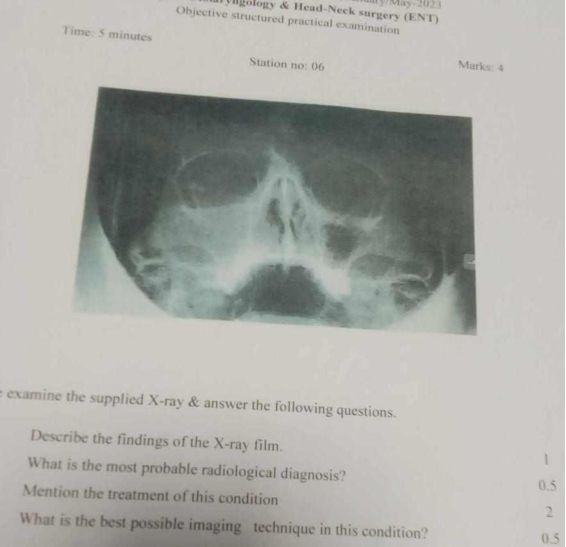 & Head-Neck surgery (ENT)
Objective structured practical examination
Time: 5 minutes
Station no: 06
Marks: 4
examine the supplied X-ray & answer the following questions.
Describe the findings of the X-ray film.
1
What is the most probable radiological diagnosis?
0.5
Mention the treatment of this condition
2
What is the best possible imaging technique in this condition?
0.5